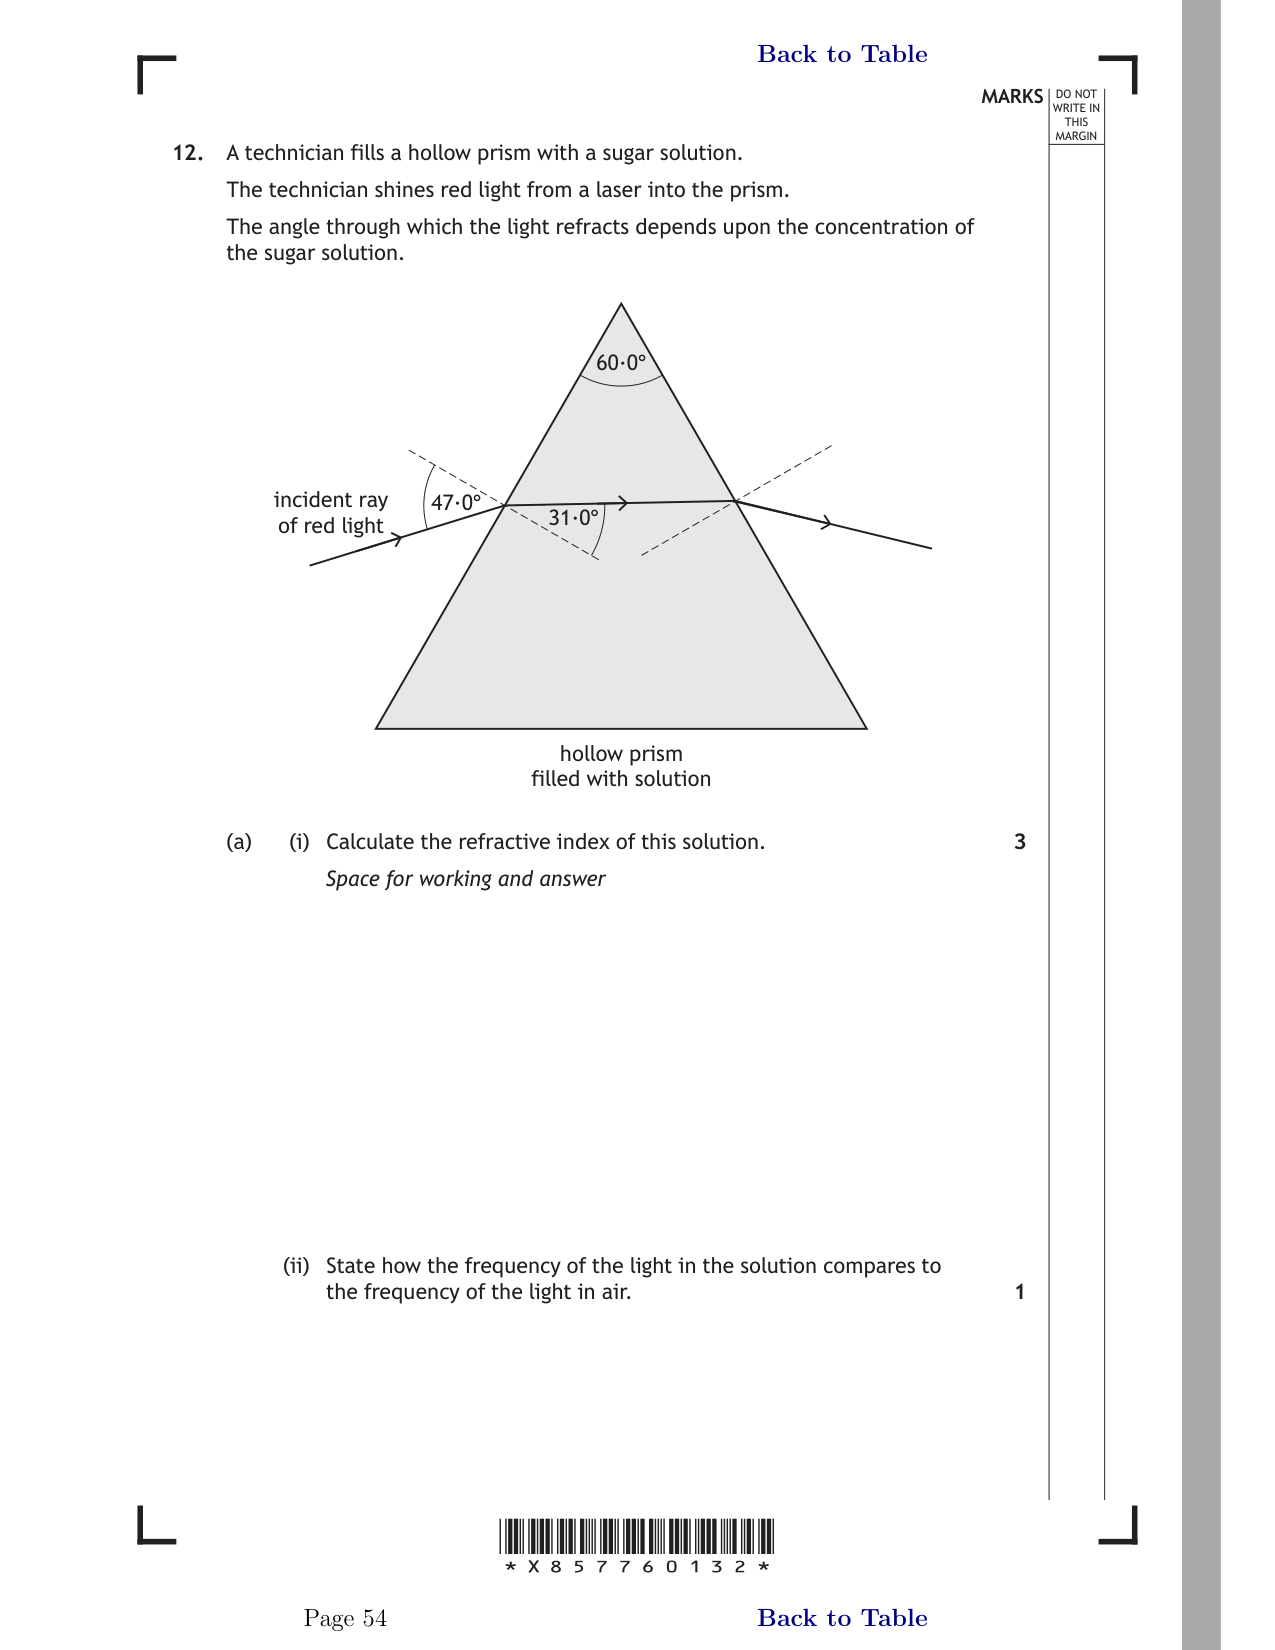 Back to Table
MARKS
DO NOT
WRITE IN
THIS
MARGIN
12. A technician fills a hollow prism with a sugar solution.
The technician shines red light from a laser into the prism.
The angle through which the light refracts depends upon the concentration of
the sugar solution.
60·0°
incident ray
of red light
47·0°
31·0°
hollow prism
filled with solution
(a) (i) Calculate the refractive index of this solution. 3
Space for working and answer
(ii) State how the frequency of the light in the solution compares to
the frequency of the light in air. 1
* X 8 5 7 7 6 0 1 3 2 *
Page 54 Back to Table